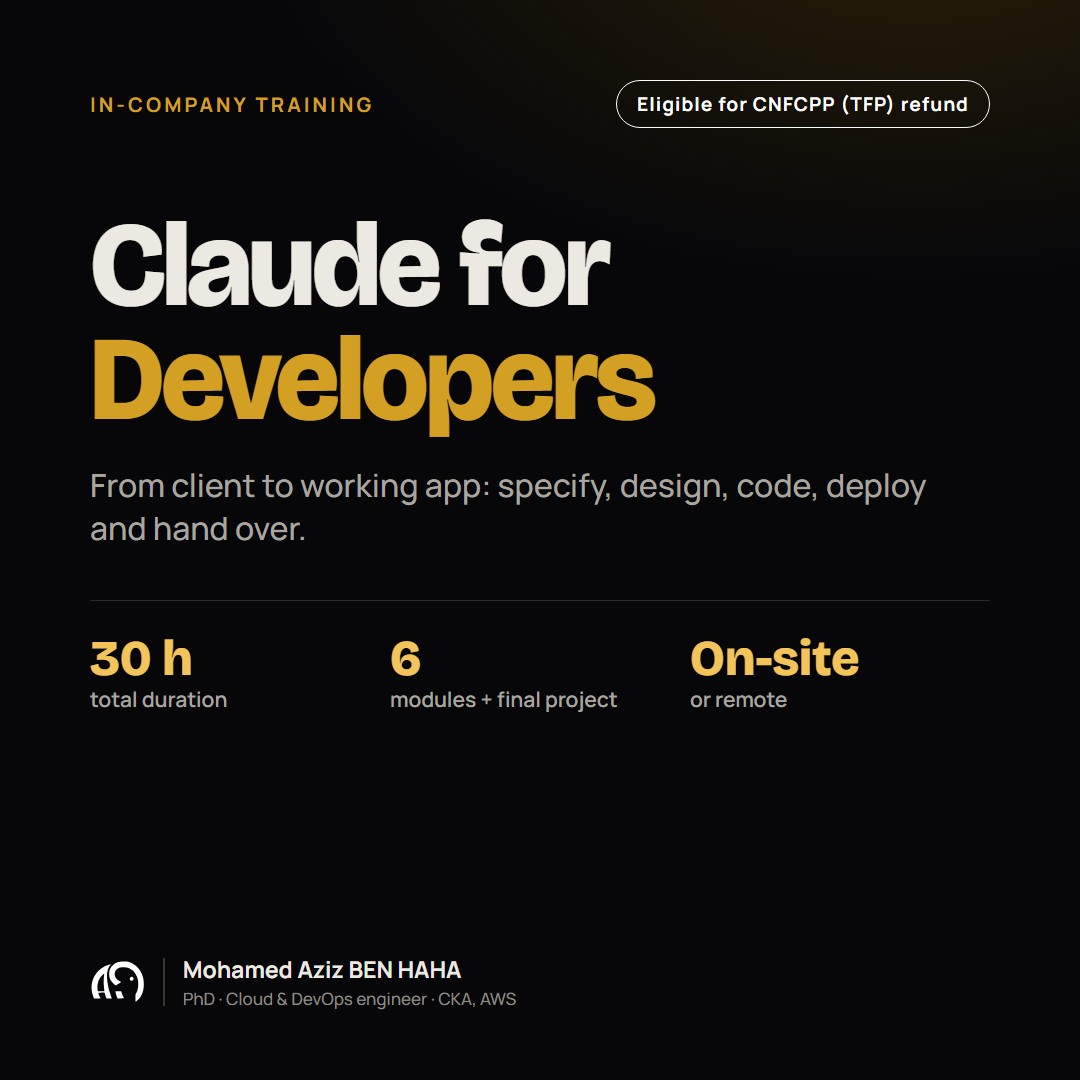 IN-COMPANY TRAINING
Eligible for CNFCPP (TFP) refund
Claude for
Developers
From client to working app: specify, design, code, deploy
and hand over.
30 h
total duration
6
modules + final project
On-site
or remote
Mohamed Aziz BEN HAHA
PhD · Cloud & DevOps engineer · CKA, AWS